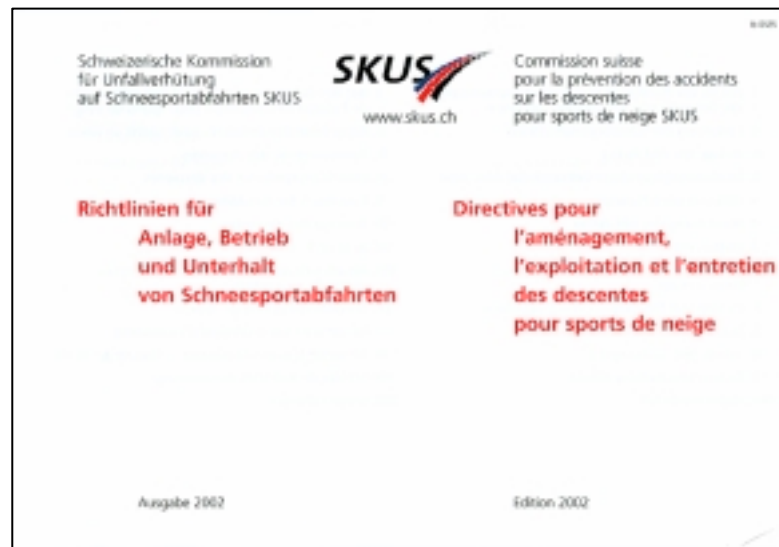 Schweizerische Kommission
für Unfallverhütung
auf Schneesportabfahrten SKUS
SKUS
www.skus.ch
Commission suisse
pour la prévention des accidents
sur les descentes
pour sports de neige SKUS
Richtlinien für
Anlage, Betrieb
und Unterhalt
von Schneesportabfahrten
Directives pour
l'aménagement,
l'exploitation et l'entretien
des descentes
pour sports de neige
Ausgabe 2002
Edition 2002